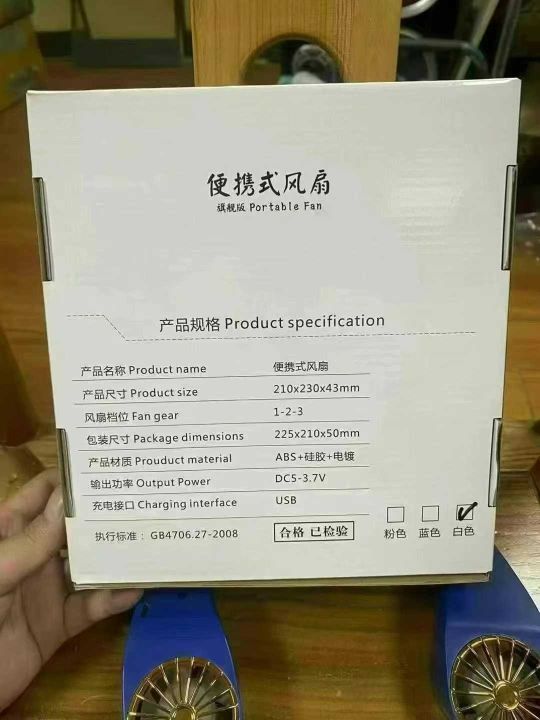 便携式风扇
旗舰版 Portable Fan
产品规格 Product specification
产品名称 Product name 便携式风扇
产品尺寸 Product size 210x230x43mm
风扇档位 Fan gear 1-2-3
包装尺寸 Package dimensions 225x210x50mm
产品材质 Prouduct material ABS+硅胶+电镀
输出功率 Output Power DC5-3.7V
充电接口 Charging interface USB
执行标准： GB4706.27-2008 合格 已检验
粉色 蓝色 白色